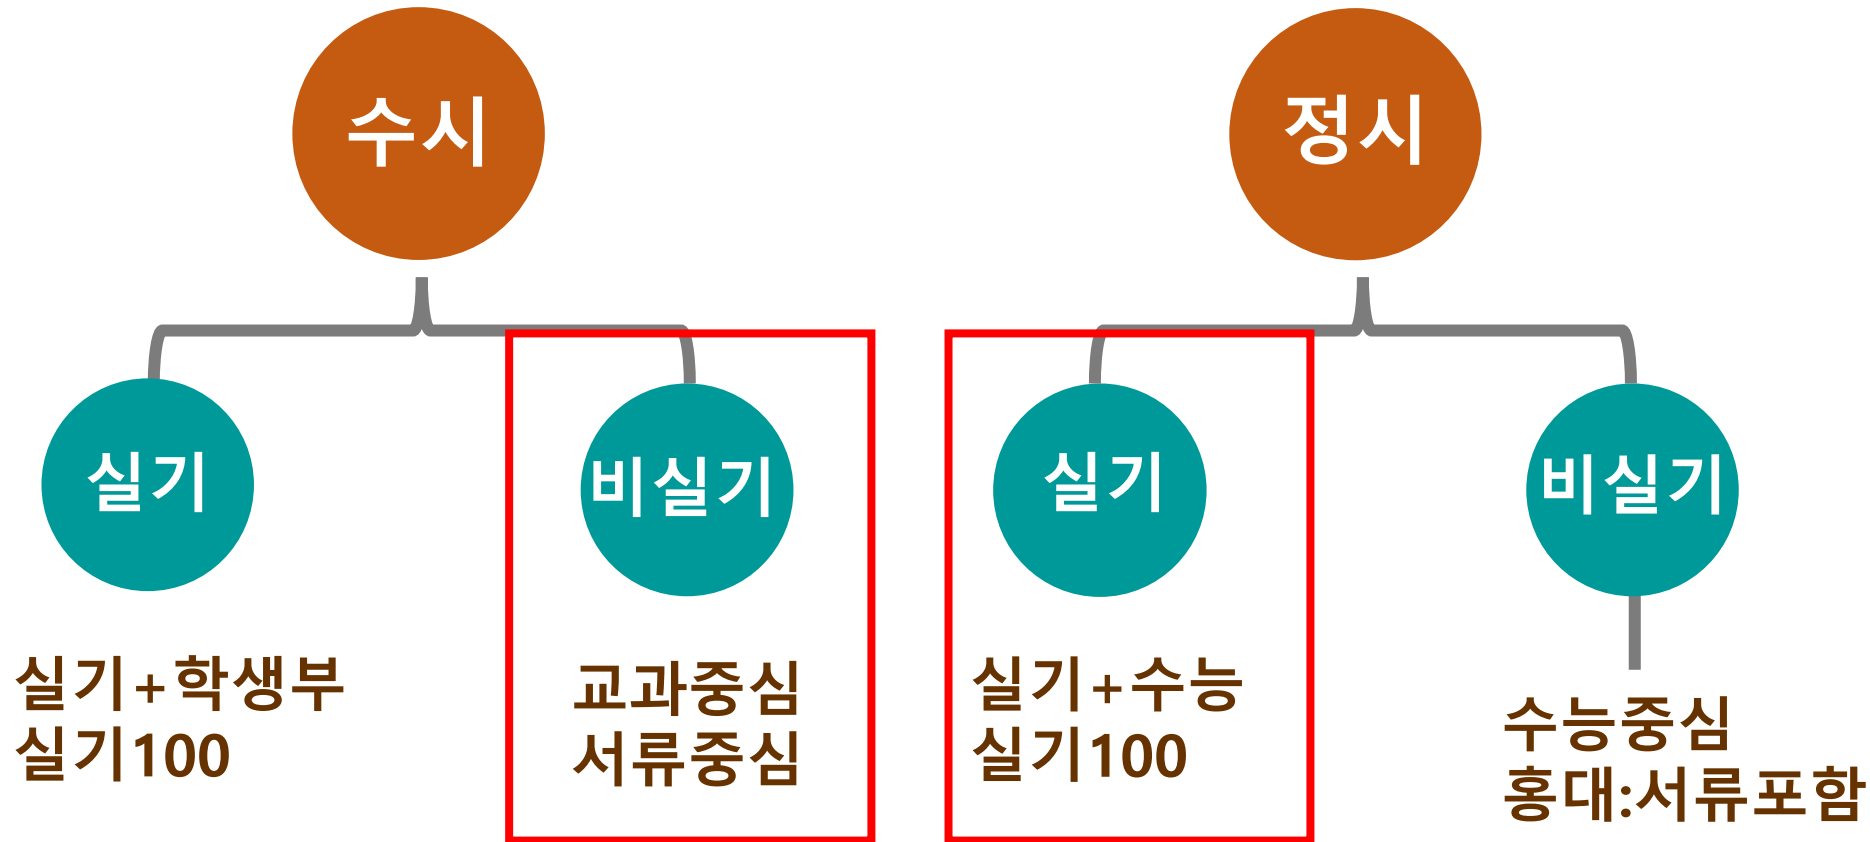 수시
정시
실기
비실기
실기
비실기
실기+학생부
실기100
교과중심
서류중심
실기+수능
실기100
수능중심
홍대:서류포함